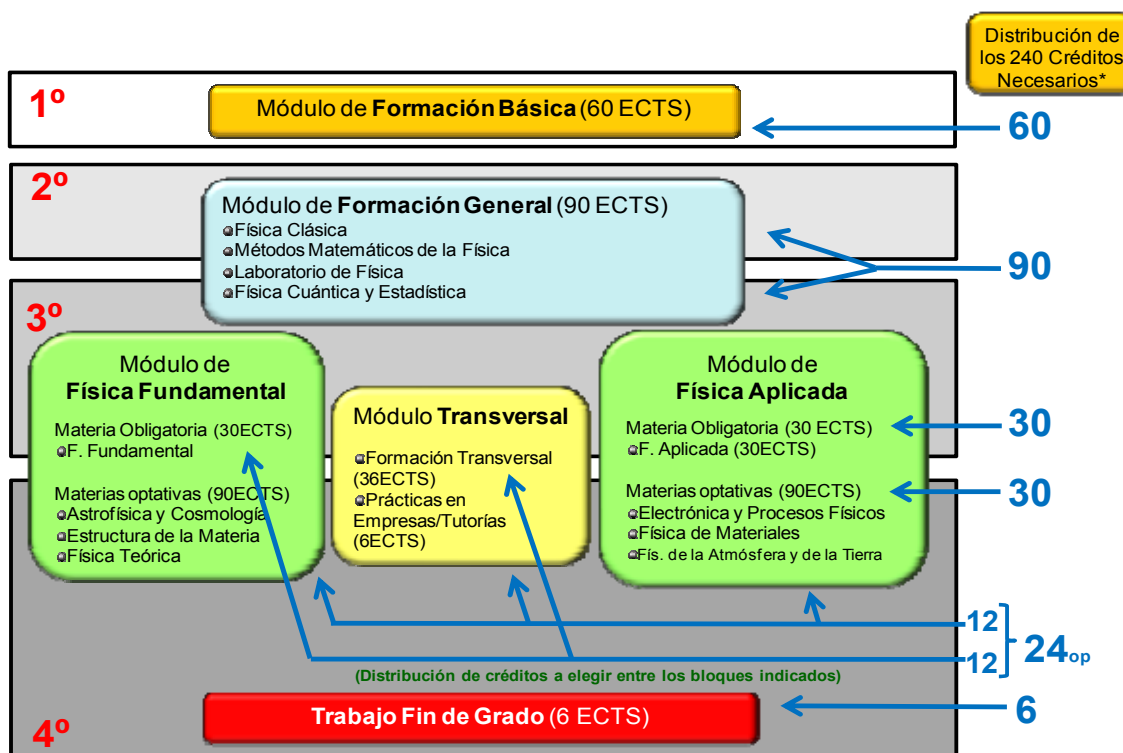 Distribución de
los 240 Créditos
Necesarios*
1º
Módulo de Formación Básica (60 ECTS)
60
2º
Módulo de Formación General (90 ECTS)
Física Clásica
Métodos Matemáticos de la Física
Laboratorio de Física
Física Cuántica y Estadística
90
3º
Módulo de
Física Fundamental
Materia Obligatoria (30ECTS)
F. Fundamental
Materias optativas (90ECTS)
Astrofísica y Cosmología
Estructura de la Materia
Física Teórica
Módulo Transversal
Formación Transversal
(36ECTS)
Prácticas en
Empresas/Tutorías
(6ECTS)
Módulo de
Física Aplicada
Materia Obligatoria (30 ECTS)
F. Aplicada (30ECTS)
Materias optativas (90ECTS)
Electrónica y Procesos Físicos
Física de Materiales
Fís. de la Atmósfera y de la Tierra
30
30
12
12
24op
(Distribución de créditos a elegir entre los bloques indicados)
4º
Trabajo Fin de Grado (6 ECTS)
6